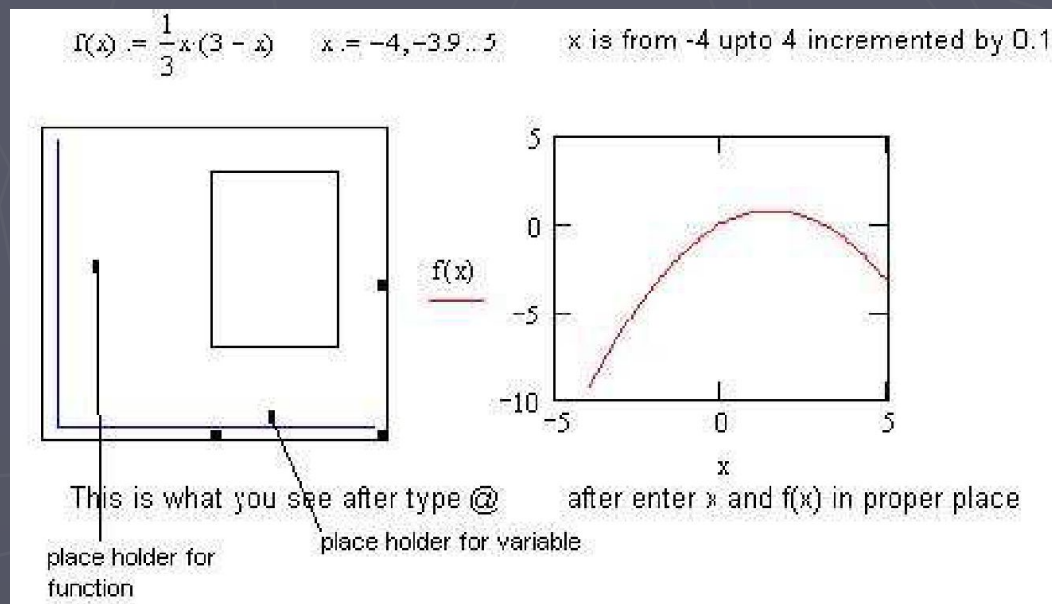 f(x) := 1/3 x·(3 − x)    x := −4,−3.9 .. 5    x is from -4 upto 4 incremented by 0.1
5
0
f(x)
−5
−10
−5 0 5
x
This is what you see after type @    after enter x and f(x) in proper place
place holder for variable
place holder for
function